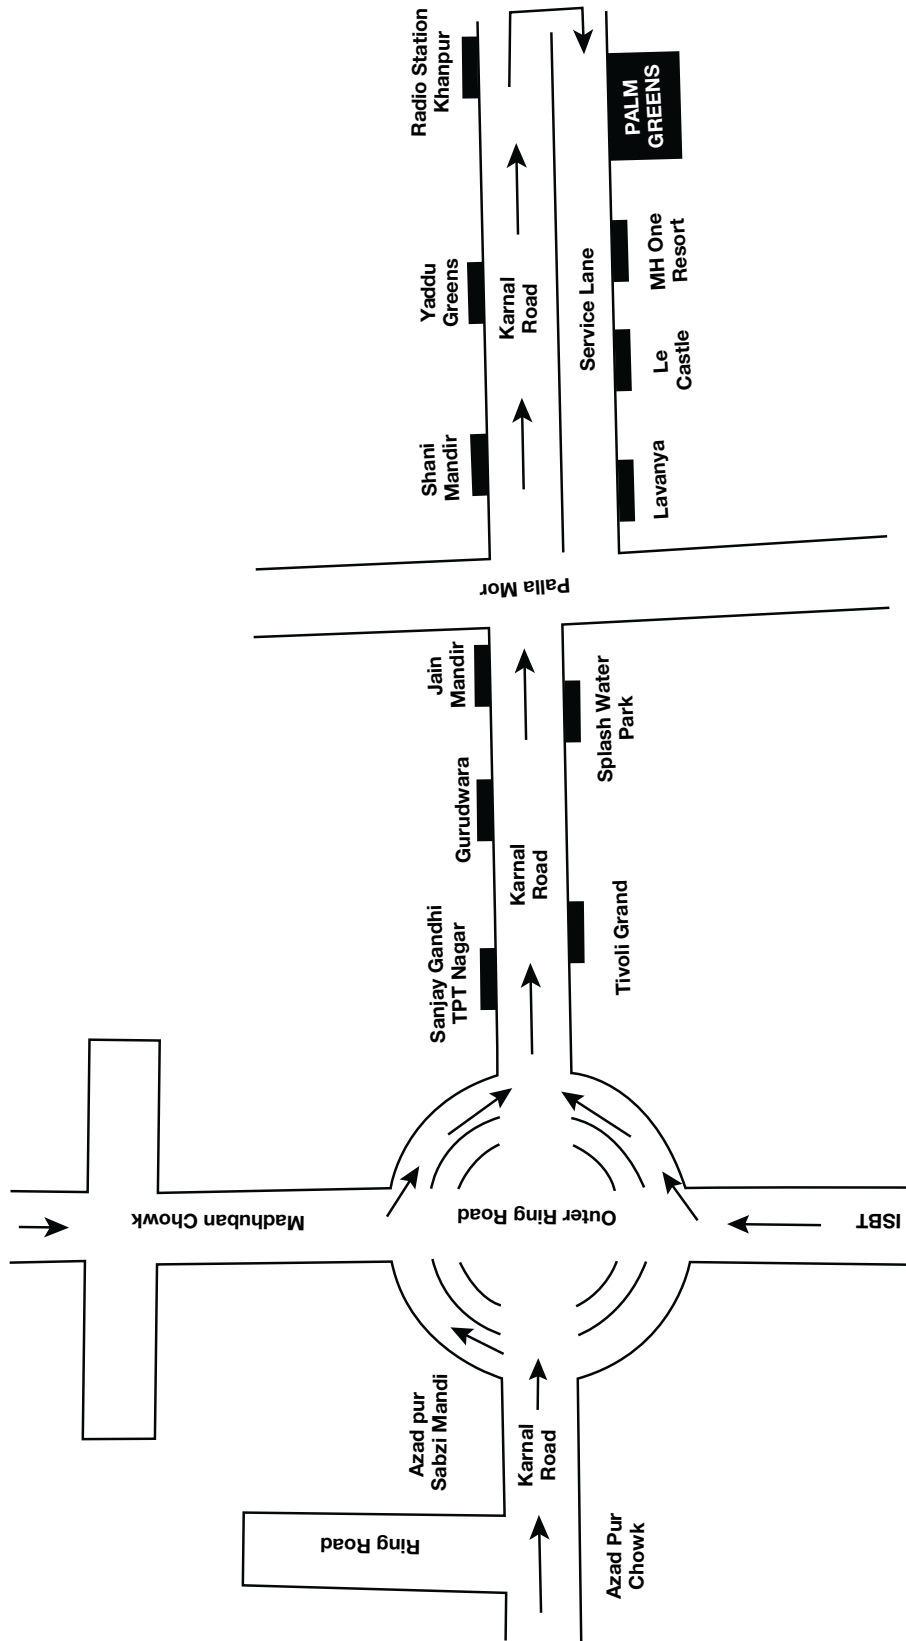 Radio Station
Khanpur
PALM
GREENS
Yaddu
Greens
Karnal
Road
Service Lane
MH One
Resort
Le
Castle
Shani
Mandir
Lavanya
Palla Mor
Jain
Mandir
Splash Water
Park
Gurudwara
Karnal
Road
Sanjay Gandhi
TPT Nagar
Tivoli Grand
Madhuban Chowk
Outer Ring Road
ISBT
Azad pur
Sabzi Mandi
Karnal
Road
Ring Road
Azad Pur
Chowk